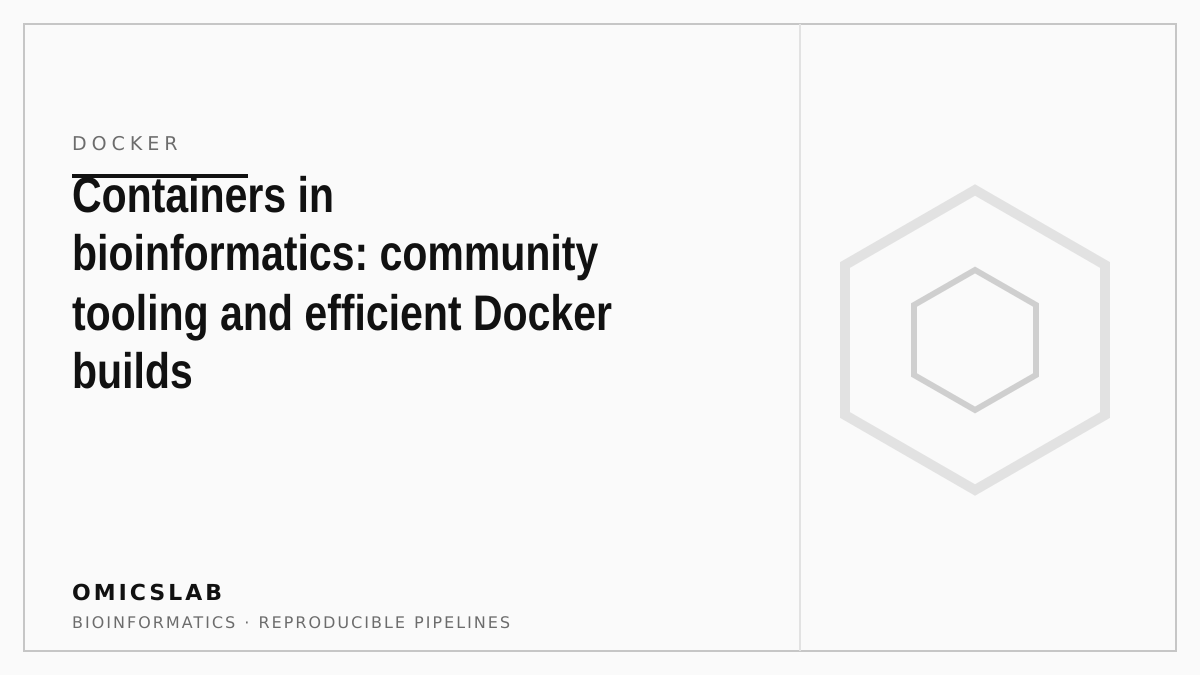 DOCKER
Containers in
bioinformatics: community
tooling and efficient Docker
builds
OMICSLAB
BIOINFORMATICS · REPRODUCIBLE PIPELINES